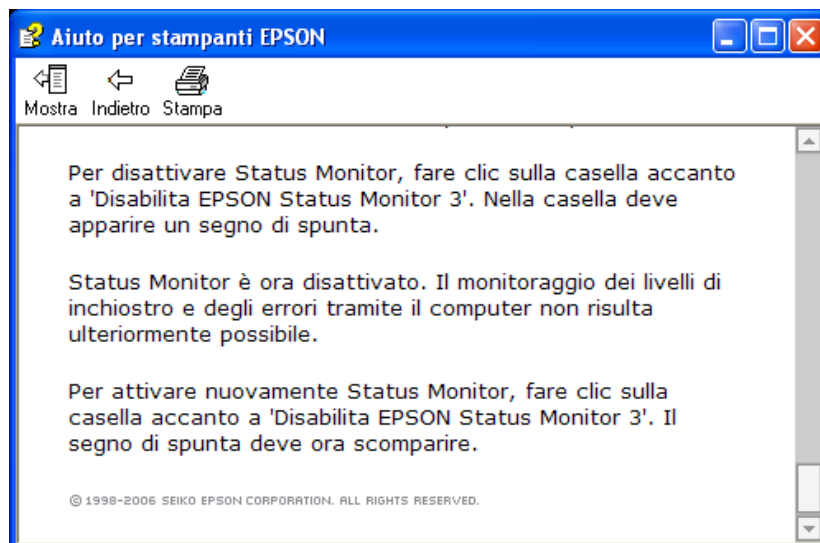 Aiuto per stampanti EPSON
Mostra Indietro Stampa
Per disattivare Status Monitor, fare clic sulla casella accanto
a 'Disabilita EPSON Status Monitor 3'. Nella casella deve
apparire un segno di spunta.
Status Monitor è ora disattivato. Il monitoraggio dei livelli di
inchiostro e degli errori tramite il computer non risulta
ulteriormente possibile.
Per attivare nuovamente Status Monitor, fare clic sulla
casella accanto a 'Disabilita EPSON Status Monitor 3'. Il
segno di spunta deve ora scomparire.
© 1998-2006 SEIKO EPSON CORPORATION. ALL RIGHTS RESERVED.